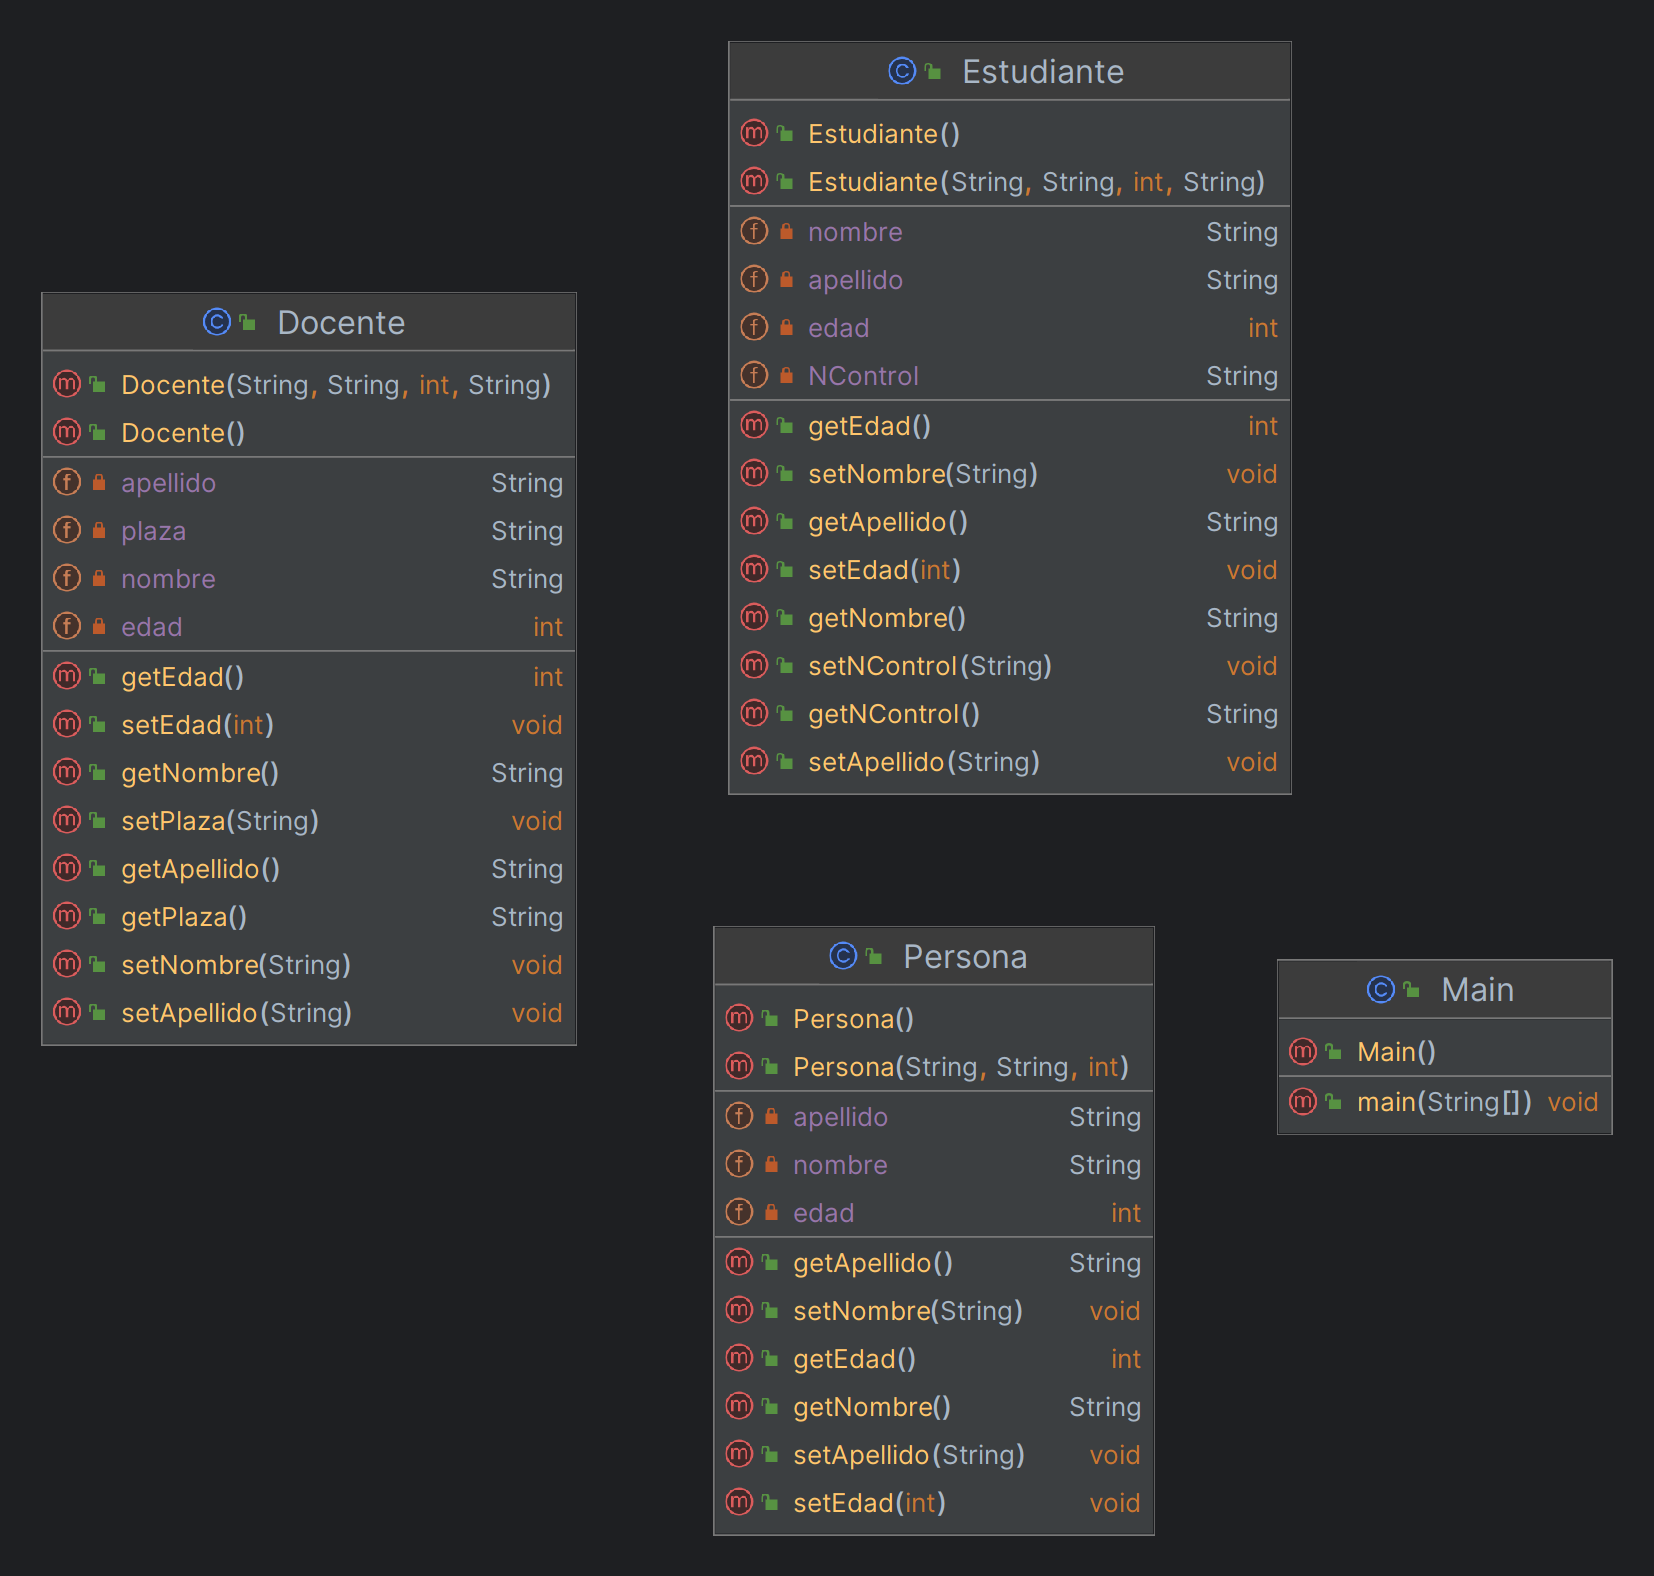 Estudiante
Estudiante()
Estudiante(String, String, int, String)
nombre String
apellido String
edad int
NControl String
getEdad() int
setNombre(String) void
getApellido() String
setEdad(int) void
getNombre() String
setNControl(String) void
getNControl() String
setApellido(String) void
Docente
Docente(String, String, int, String)
Docente()
apellido String
plaza String
nombre String
edad int
getEdad() int
setEdad(int) void
getNombre() String
setPlaza(String) void
getApellido() String
getPlaza() String
setNombre(String) void
setApellido(String) void
Persona
Persona()
Persona(String, String, int)
apellido String
nombre String
edad int
getApellido() String
setNombre(String) void
getEdad() int
getNombre() String
setApellido(String) void
setEdad(int) void
Main
Main()
main(String[]) void